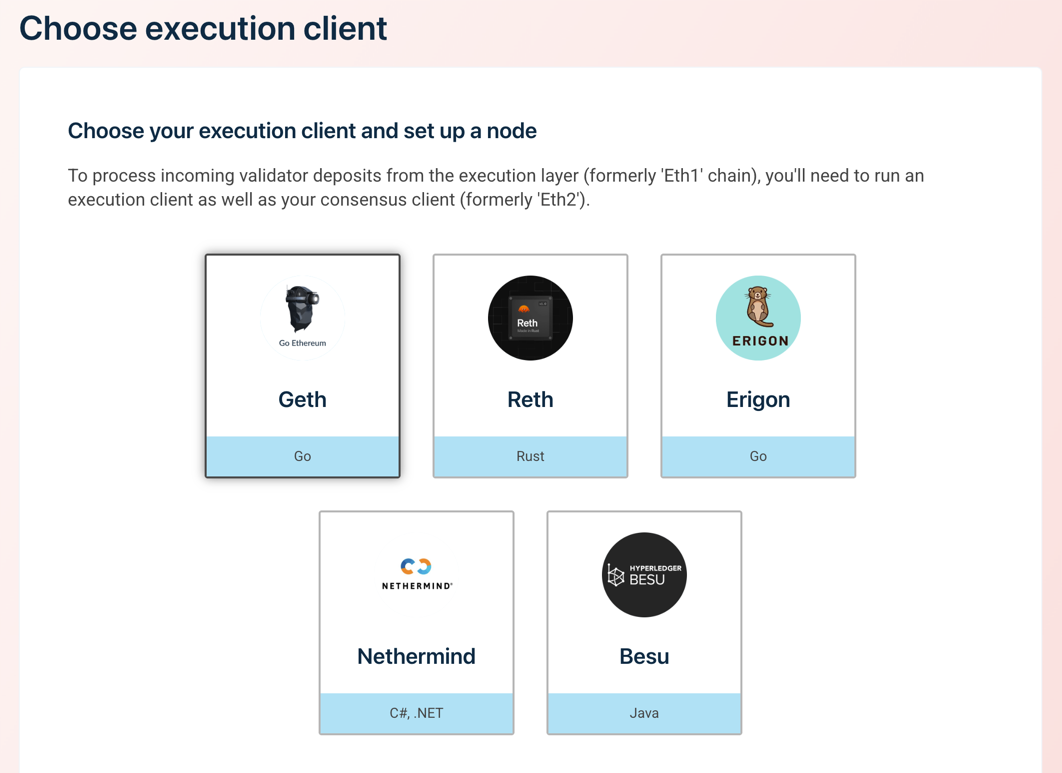 Choose execution client
Choose your execution client and set up a node
To process incoming validator deposits from the execution layer (formerly 'Eth1' chain), you'll need to run an
execution client as well as your consensus client (formerly 'Eth2').
Go Ethereum
Geth
Go
Reth
Reth
Rust
ERIGON
Erigon
Go
NETHERMIND
Nethermind
C#, .NET
HYPERLEDGER
BESU
Besu
Java